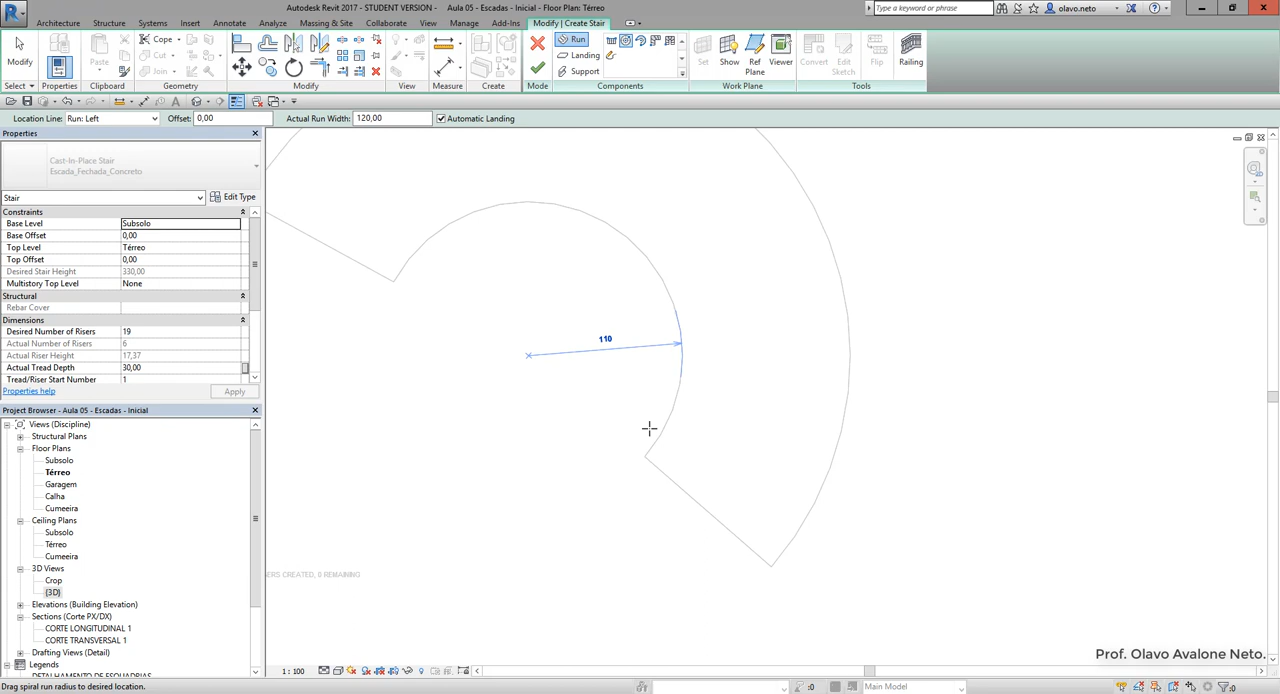 Autodesk Revit 2017 - STUDENT VERSION - Aula 05 - Escadas - Inicial - Floor Plan: Térreo
Type a keyword or phrase
olavo.neto
Architecture Structure Systems Insert Annotate Analyze Massing & Site Collaborate View Manage Add-Ins Modify | Create Stair
Cope
Cut
Join
Modify
Paste
Run
Landing
Support
Set Show Ref Plane Viewer
Convert Edit Sketch Flip Railing
Select Properties Clipboard Geometry Modify View Measure Create Mode Components Work Plane Tools
Location Line: Run: Left Offset: 0,00 Actual Run Width: 120,00 Automatic Landing
Properties
Cast-In-Place Stair
Escada_Fechada_Concreto
Stair Edit Type
Constraints
Base Level Subsolo
Base Offset 0,00
Top Level Térreo
Top Offset 0,00
Desired Stair Height 330,00
Multistory Top Level None
Structural
Rebar Cover
Dimensions
Desired Number of Risers 19
Actual Number of Risers 6
Actual Riser Height 17,37
Actual Tread Depth 30,00
Tread/Riser Start Number 1
Properties help Apply
Project Browser - Aula 05 - Escadas - Inicial
Views (Discipline)
Structural Plans
Floor Plans
Subsolo
Térreo
Garagem
Calha
Cumeeira
Ceiling Plans
Subsolo
Térreo
Cumeeira
3D Views
Crop
{3D}
Elevations (Building Elevation)
Sections (Corte PX/DX)
CORTE LONGITUDINAL 1
CORTE TRANSVERSAL 1
Drafting Views (Detail)
Legends
DETALHAMENTO DE ESQUADRIAS
110
ERS CREATED, 0 REMAINING
Prof. Olavo Avalone Neto.
1 : 100
Drag spiral run radius to desired location.
:0
Main Model
:0